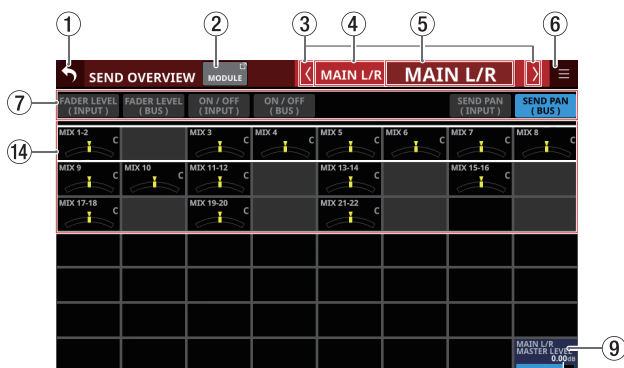 ① ② ③ ④ ⑤ ⑥
SEND OVERVIEW MODULE < MAIN L/R MAIN L/R >
⑦
FADER LEVEL FADER LEVEL ON / OFF ON / OFF SEND PAN SEND PAN
( INPUT ) ( BUS ) ( INPUT ) ( BUS ) ( INPUT ) ( BUS )
⑭
MIX 1-2 MIX 3 MIX 4 MIX 5 MIX 6 MIX 7 MIX 8
C C C C C C C
MIX 9 MIX 10 MIX 11-12 MIX 13-14 MIX 15-16
C C C C C
MIX 17-18 MIX 19-20 MIX 21-22
C C C
MAIN L/R
MASTER LEVEL
0.00dB
⑨